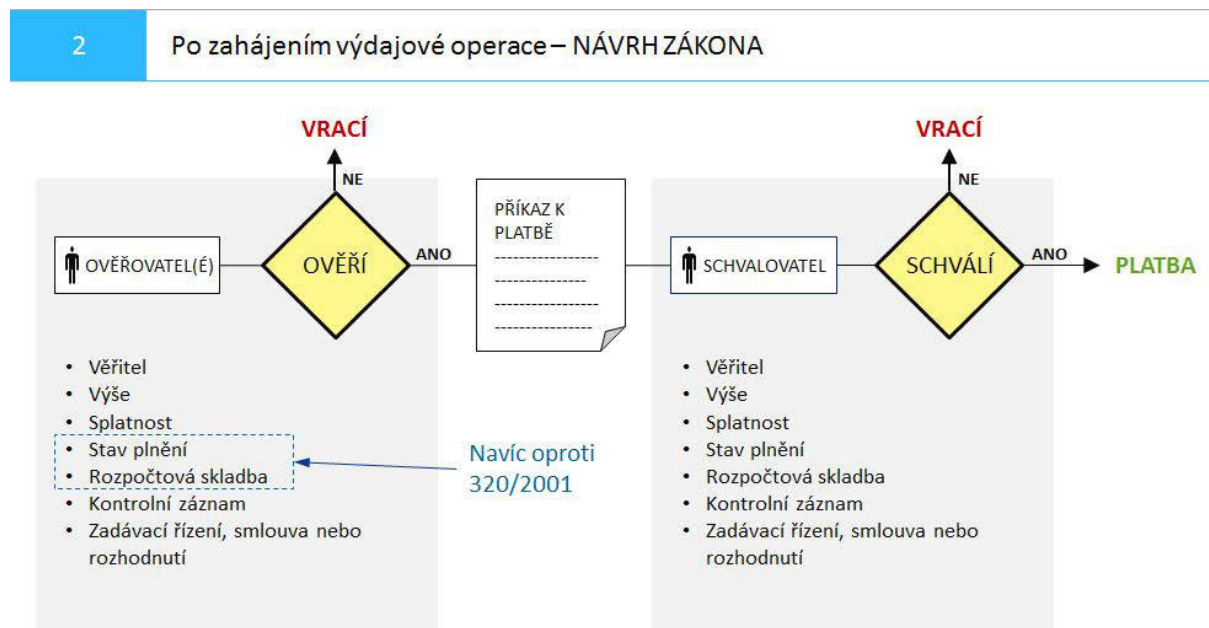 2
Po zahájením výdajové operace – NÁVRH ZÁKONA
VRACÍ
NE
OVĚŘOVATEL(É)
OVĚŘÍ
ANO
PŘÍKAZ K
PLATBĚ
VRACÍ
NE
SCHVALOVATEL
SCHVÁLÍ
ANO
PLATBA
• Věřitel
• Výše
• Splatnost
• Stav plnění
• Rozpočtová skladba
• Kontrolní záznam
• Zadávací řízení, smlouva nebo
rozhodnutí
Navíc oproti
320/2001
• Věřitel
• Výše
• Splatnost
• Stav plnění
• Rozpočtová skladba
• Kontrolní záznam
• Zadávací řízení, smlouva nebo
rozhodnutí